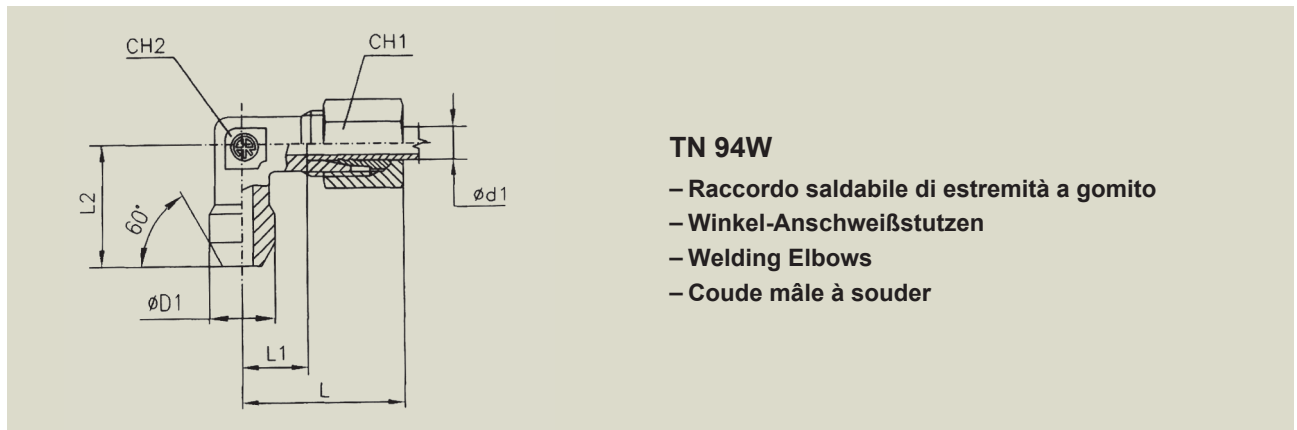 CH2
CH1
TN 94W
– Raccordo saldabile di estremità a gomito
– Winkel-Anschweißstutzen
– Welding Elbows
– Coude mâle à souder
L2
60°
ød1
øD1
L1
L